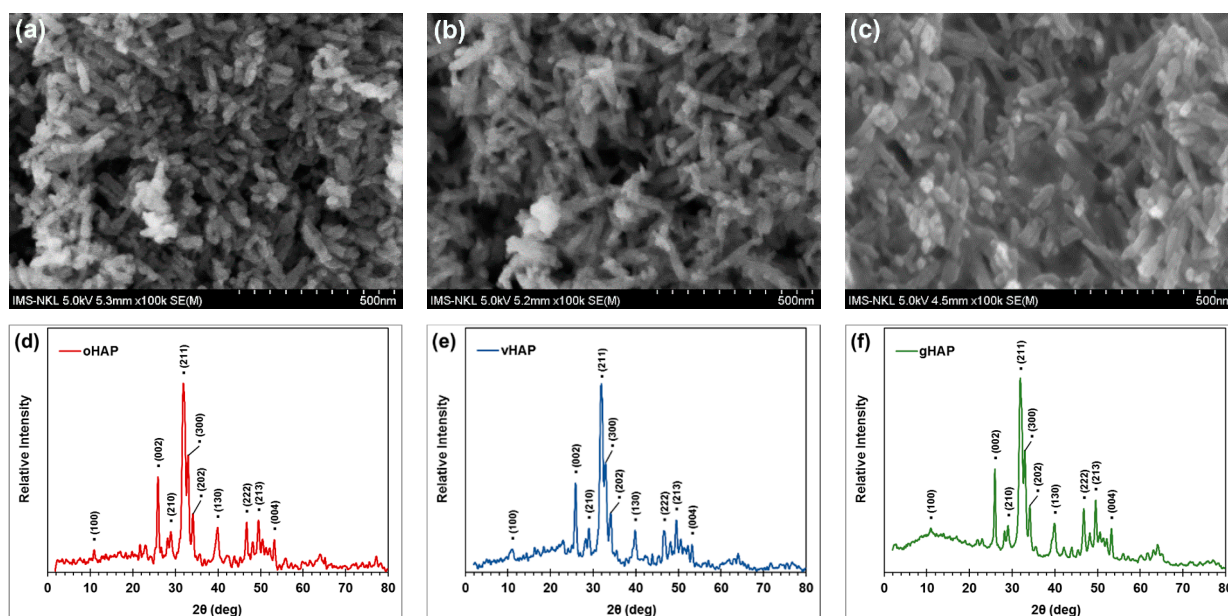 (a)
IMS-NKL 5.0kV 5.3mm x100k SE(M) 500nm
(b)
IMS-NKL 5.0kV 5.2mm x100k SE(M) 500nm
(c)
IMS-NKL 5.0kV 4.5mm x100k SE(M) 500nm
(d)
oHAP
Relative Intensity
• (100)
• (002)
• (210)
• (211)
• (300)
• (202)
• (130)
• (222)
• (213)
• (004)
0 10 20 30 40 50 60 70 80
2θ (deg)
(e)
vHAP
Relative Intensity
• (100)
• (002)
• (210)
• (211)
• (300)
• (202)
• (130)
• (222)
• (213)
• (004)
0 10 20 30 40 50 60 70 80
2θ (deg)
(f)
gHAP
Relative Intensity
• (100)
• (002)
• (210)
• (211)
• (300)
• (202)
• (130)
• (222)
• (213)
• (004)
0 10 20 30 40 50 60 70 80
2θ (deg)